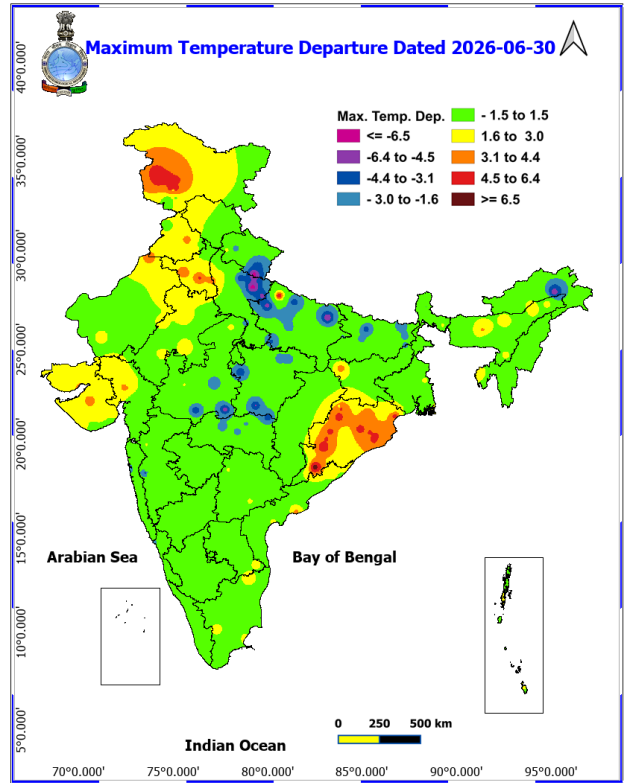 Maximum Temperature Departure Dated 2026-06-30
Max. Temp. Dep.
<= -6.5
-6.4 to -4.5
-4.4 to -3.1
- 3.0 to -1.6
- 1.5 to 1.5
1.6 to 3.0
3.1 to 4.4
4.5 to 6.4
>= 6.5
40°0.000'
35°0.000'
30°0.000'
25°0.000'
20°0.000'
15°0.000'
10°0.000'
5°0.000'
Arabian Sea
Bay of Bengal
Indian Ocean
0 250 500 km
70°0.000' 75°0.000' 80°0.000' 85°0.000' 90°0.000' 95°0.000'